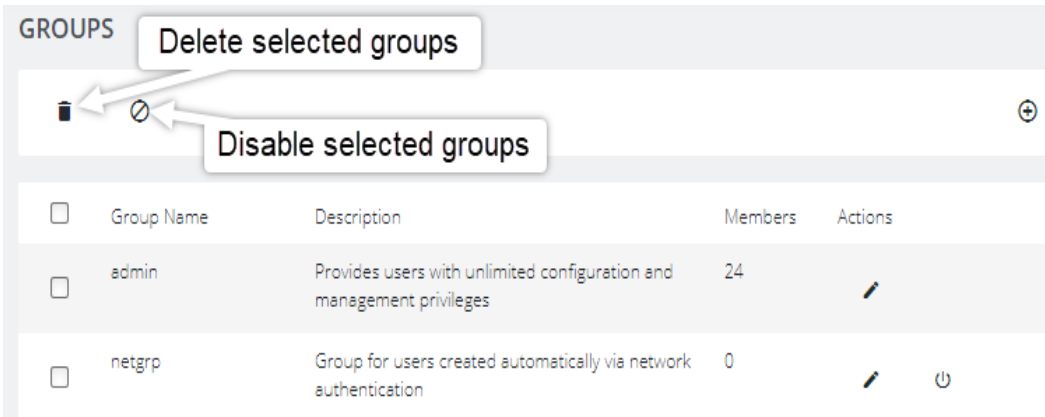 GROUPS
Delete selected groups
Disable selected groups
Group Name Description Members Actions
admin Provides users with unlimited configuration and 24
management privileges
netgrp Group for users created automatically via network 0
authentication